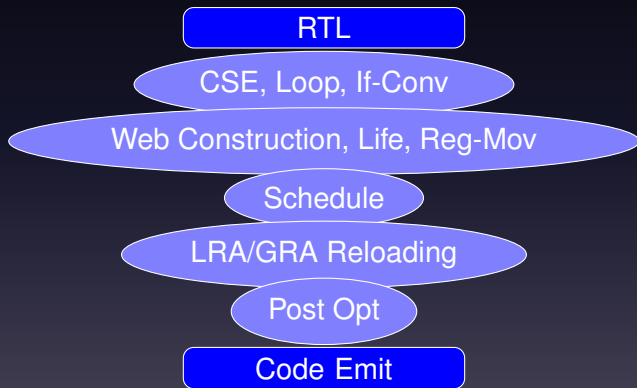 RTL
CSE, Loop, If-Conv
Web Construction, Life, Reg-Mov
Schedule
LRA/GRA Reloading
Post Opt
Code Emit